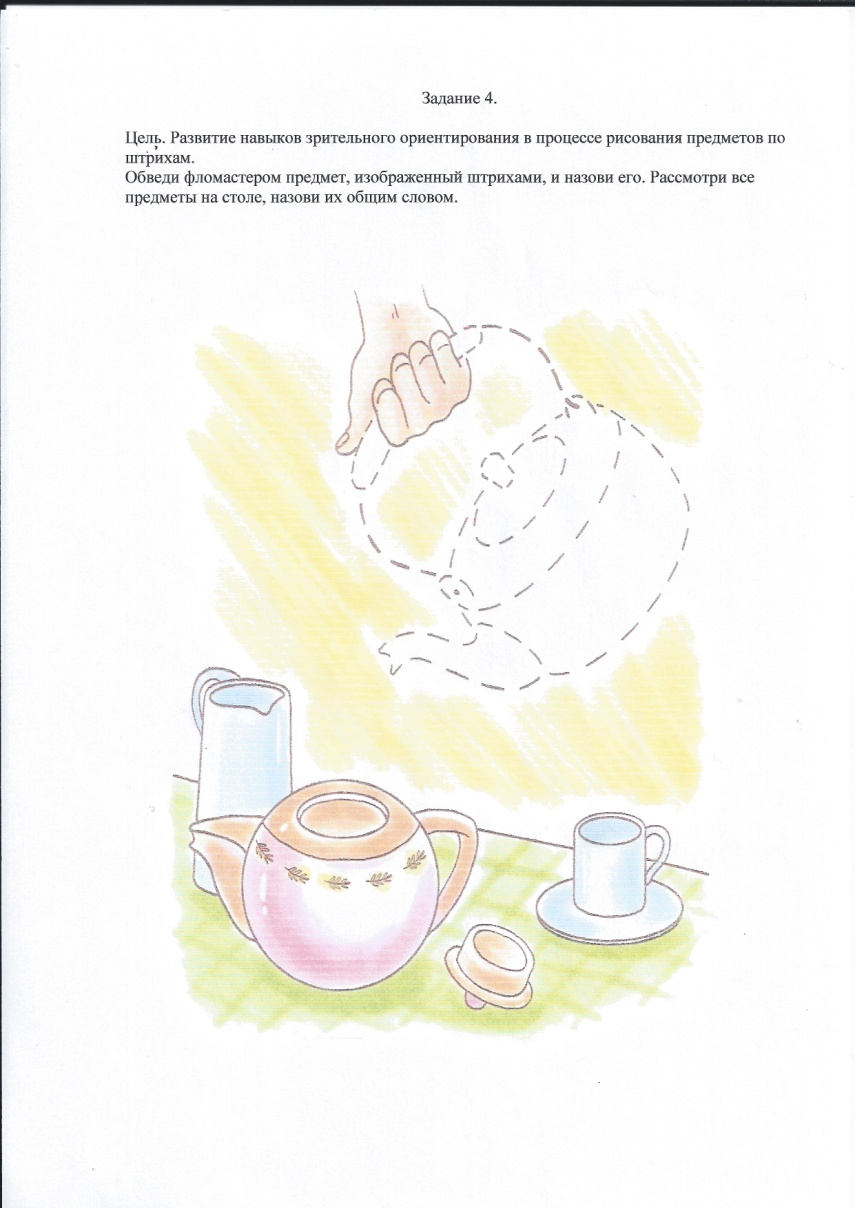 Задание 4.
Цель. Развитие навыков зрительного ориентирования в процессе рисования предметов по
штрихам.
Обведи фломастером предмет, изображенный штрихами, и назови его. Рассмотри все
предметы на столе, назови их общим словом.